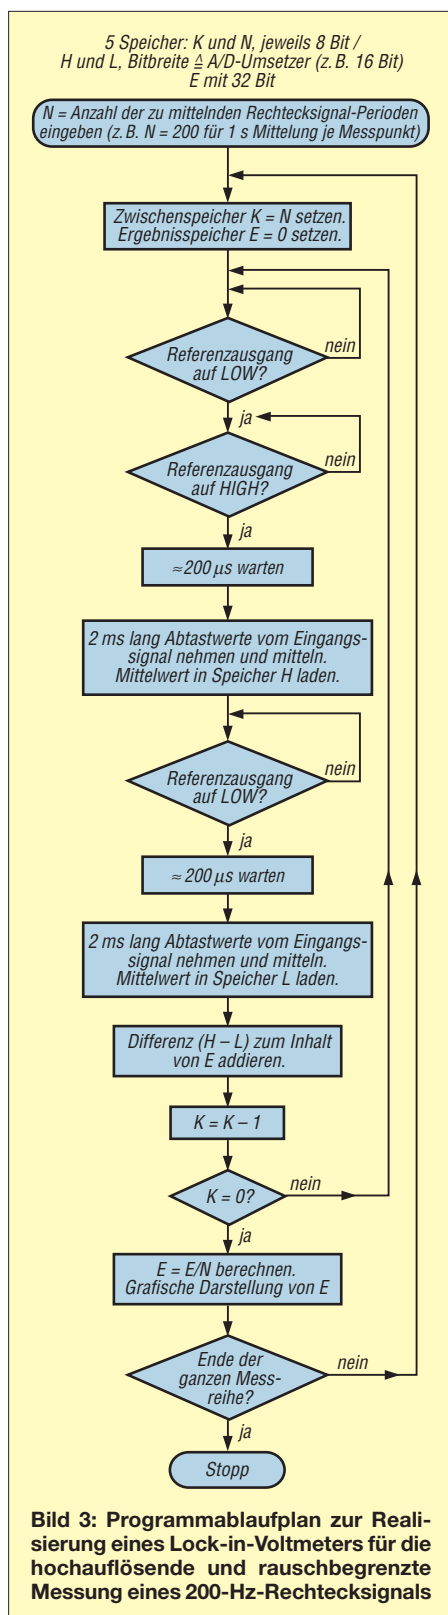 5 Speicher: K und N, jeweils 8 Bit /
H und L, Bitbreite ≙ A/D-Umsetzer (z. B. 16 Bit)
E mit 32 Bit
N = Anzahl der zu mittelnden Rechtecksignal-Perioden
eingeben (z. B. N = 200 für 1 s Mittelung je Messpunkt)
Zwischenspeicher K = N setzen.
Ergebnisspeicher E = 0 setzen.
Referenzausgang
auf LOW?
nein
ja
Referenzausgang
auf HIGH?
nein
ja
≈200 µs warten
2 ms lang Abtastwerte vom Eingangs-
signal nehmen und mitteln.
Mittelwert in Speicher H laden.
Referenzausgang
auf LOW?
nein
ja
≈ 200 µs warten
2 ms lang Abtastwerte vom Eingangs-
signal nehmen und mitteln.
Mittelwert in Speicher L laden.
Differenz (H – L) zum Inhalt
von E addieren.
K = K – 1
K = 0?
nein
ja
E = E/N berechnen.
Grafische Darstellung von E
Ende der
ganzen Mess-
reihe?
nein
ja
Stopp
Bild 3: Programmablaufplan zur Reali-
sierung eines Lock-in-Voltmeters für die
hochauflösende und rauschbegrenzte
Messung eines 200-Hz-Rechtecksignals